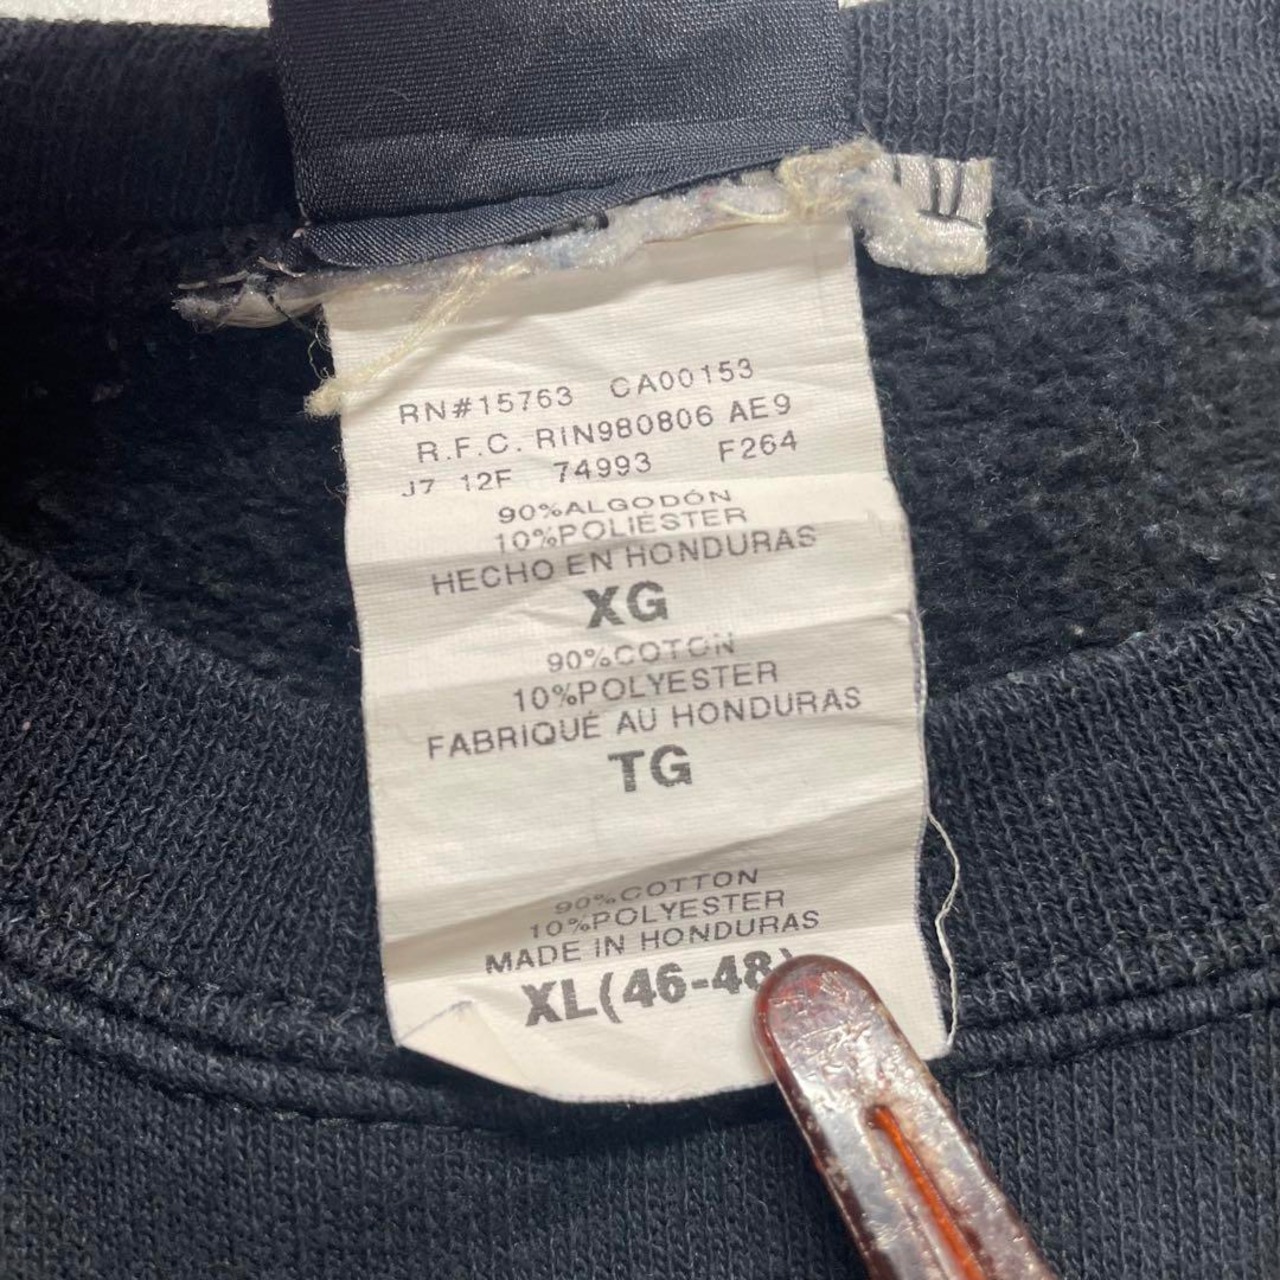 RN#15763 CA00153
R.F.C. RIN980806 AE9
J7 12F 74993 F264
90%ALGODÓN
10%POLIÉSTER
HECHO EN HONDURAS
XG
90%COTON
10%POLYESTER
FABRIQUÉ AU HONDURAS
TG
90%COTTON
10%POLYESTER
MADE IN HONDURAS
XL(46-48)